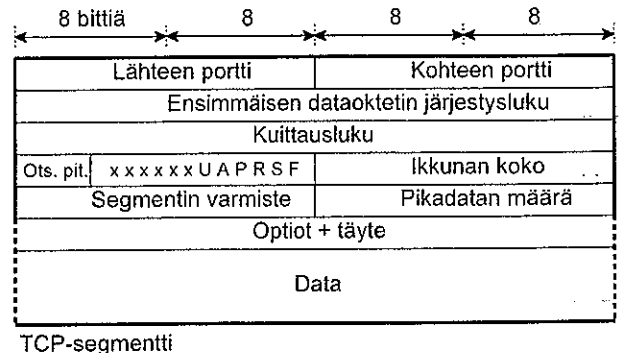 8 bittiä 8 8 8
Lähteen portti Kohteen portti
Ensimmäisen dataoktetin järjestysluku
Kuittausluku
Ots. pit. x x x x x x U A P R S F Ikkunan koko
Segmentin varmiste Pikadatan määrä
Optiot + täyte
Data
TCP-segmentti